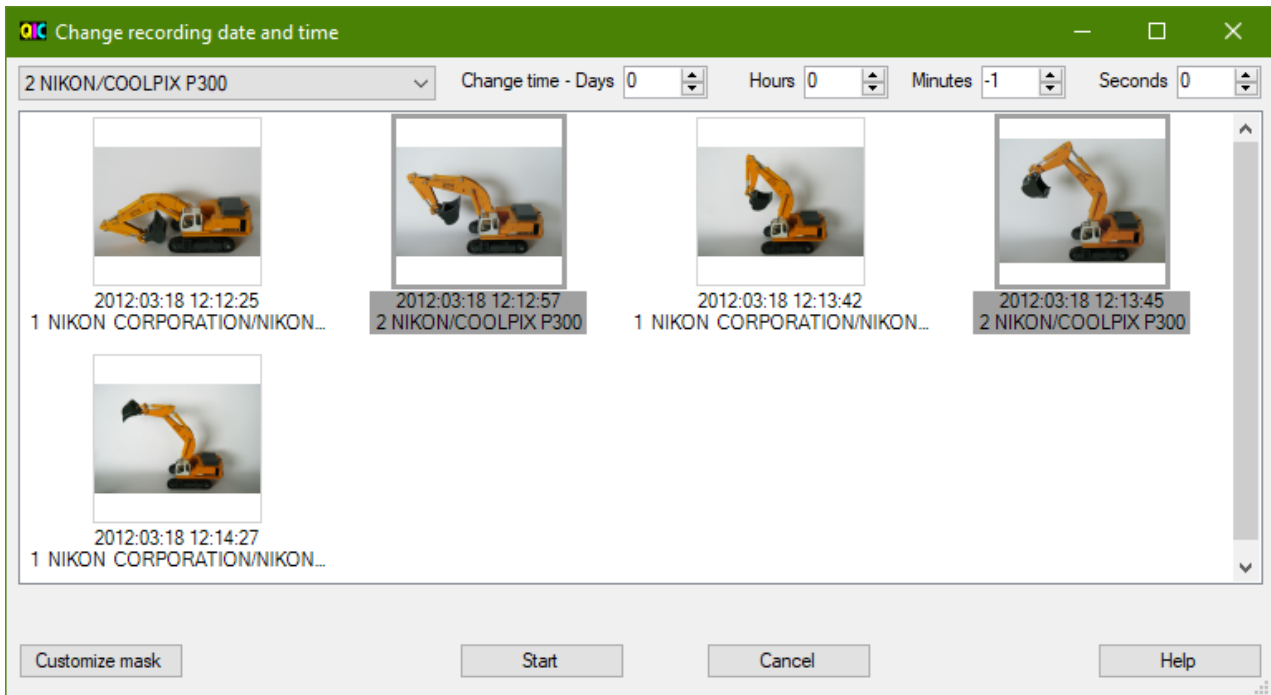 QIC Change recording date and time
2 NIKON/COOLPIX P300 Change time - Days 0 Hours 0 Minutes -1 Seconds 0
2012:03:18 12:12:25 2012:03:18 12:12:57 2012:03:18 12:13:42 2012:03:18 12:13:45
1 NIKON CORPORATION/NIKON... 2 NIKON/COOLPIX P300 1 NIKON CORPORATION/NIKON... 2 NIKON/COOLPIX P300
2012:03:18 12:14:27
1 NIKON CORPORATION/NIKON...
Customize mask Start Cancel Help